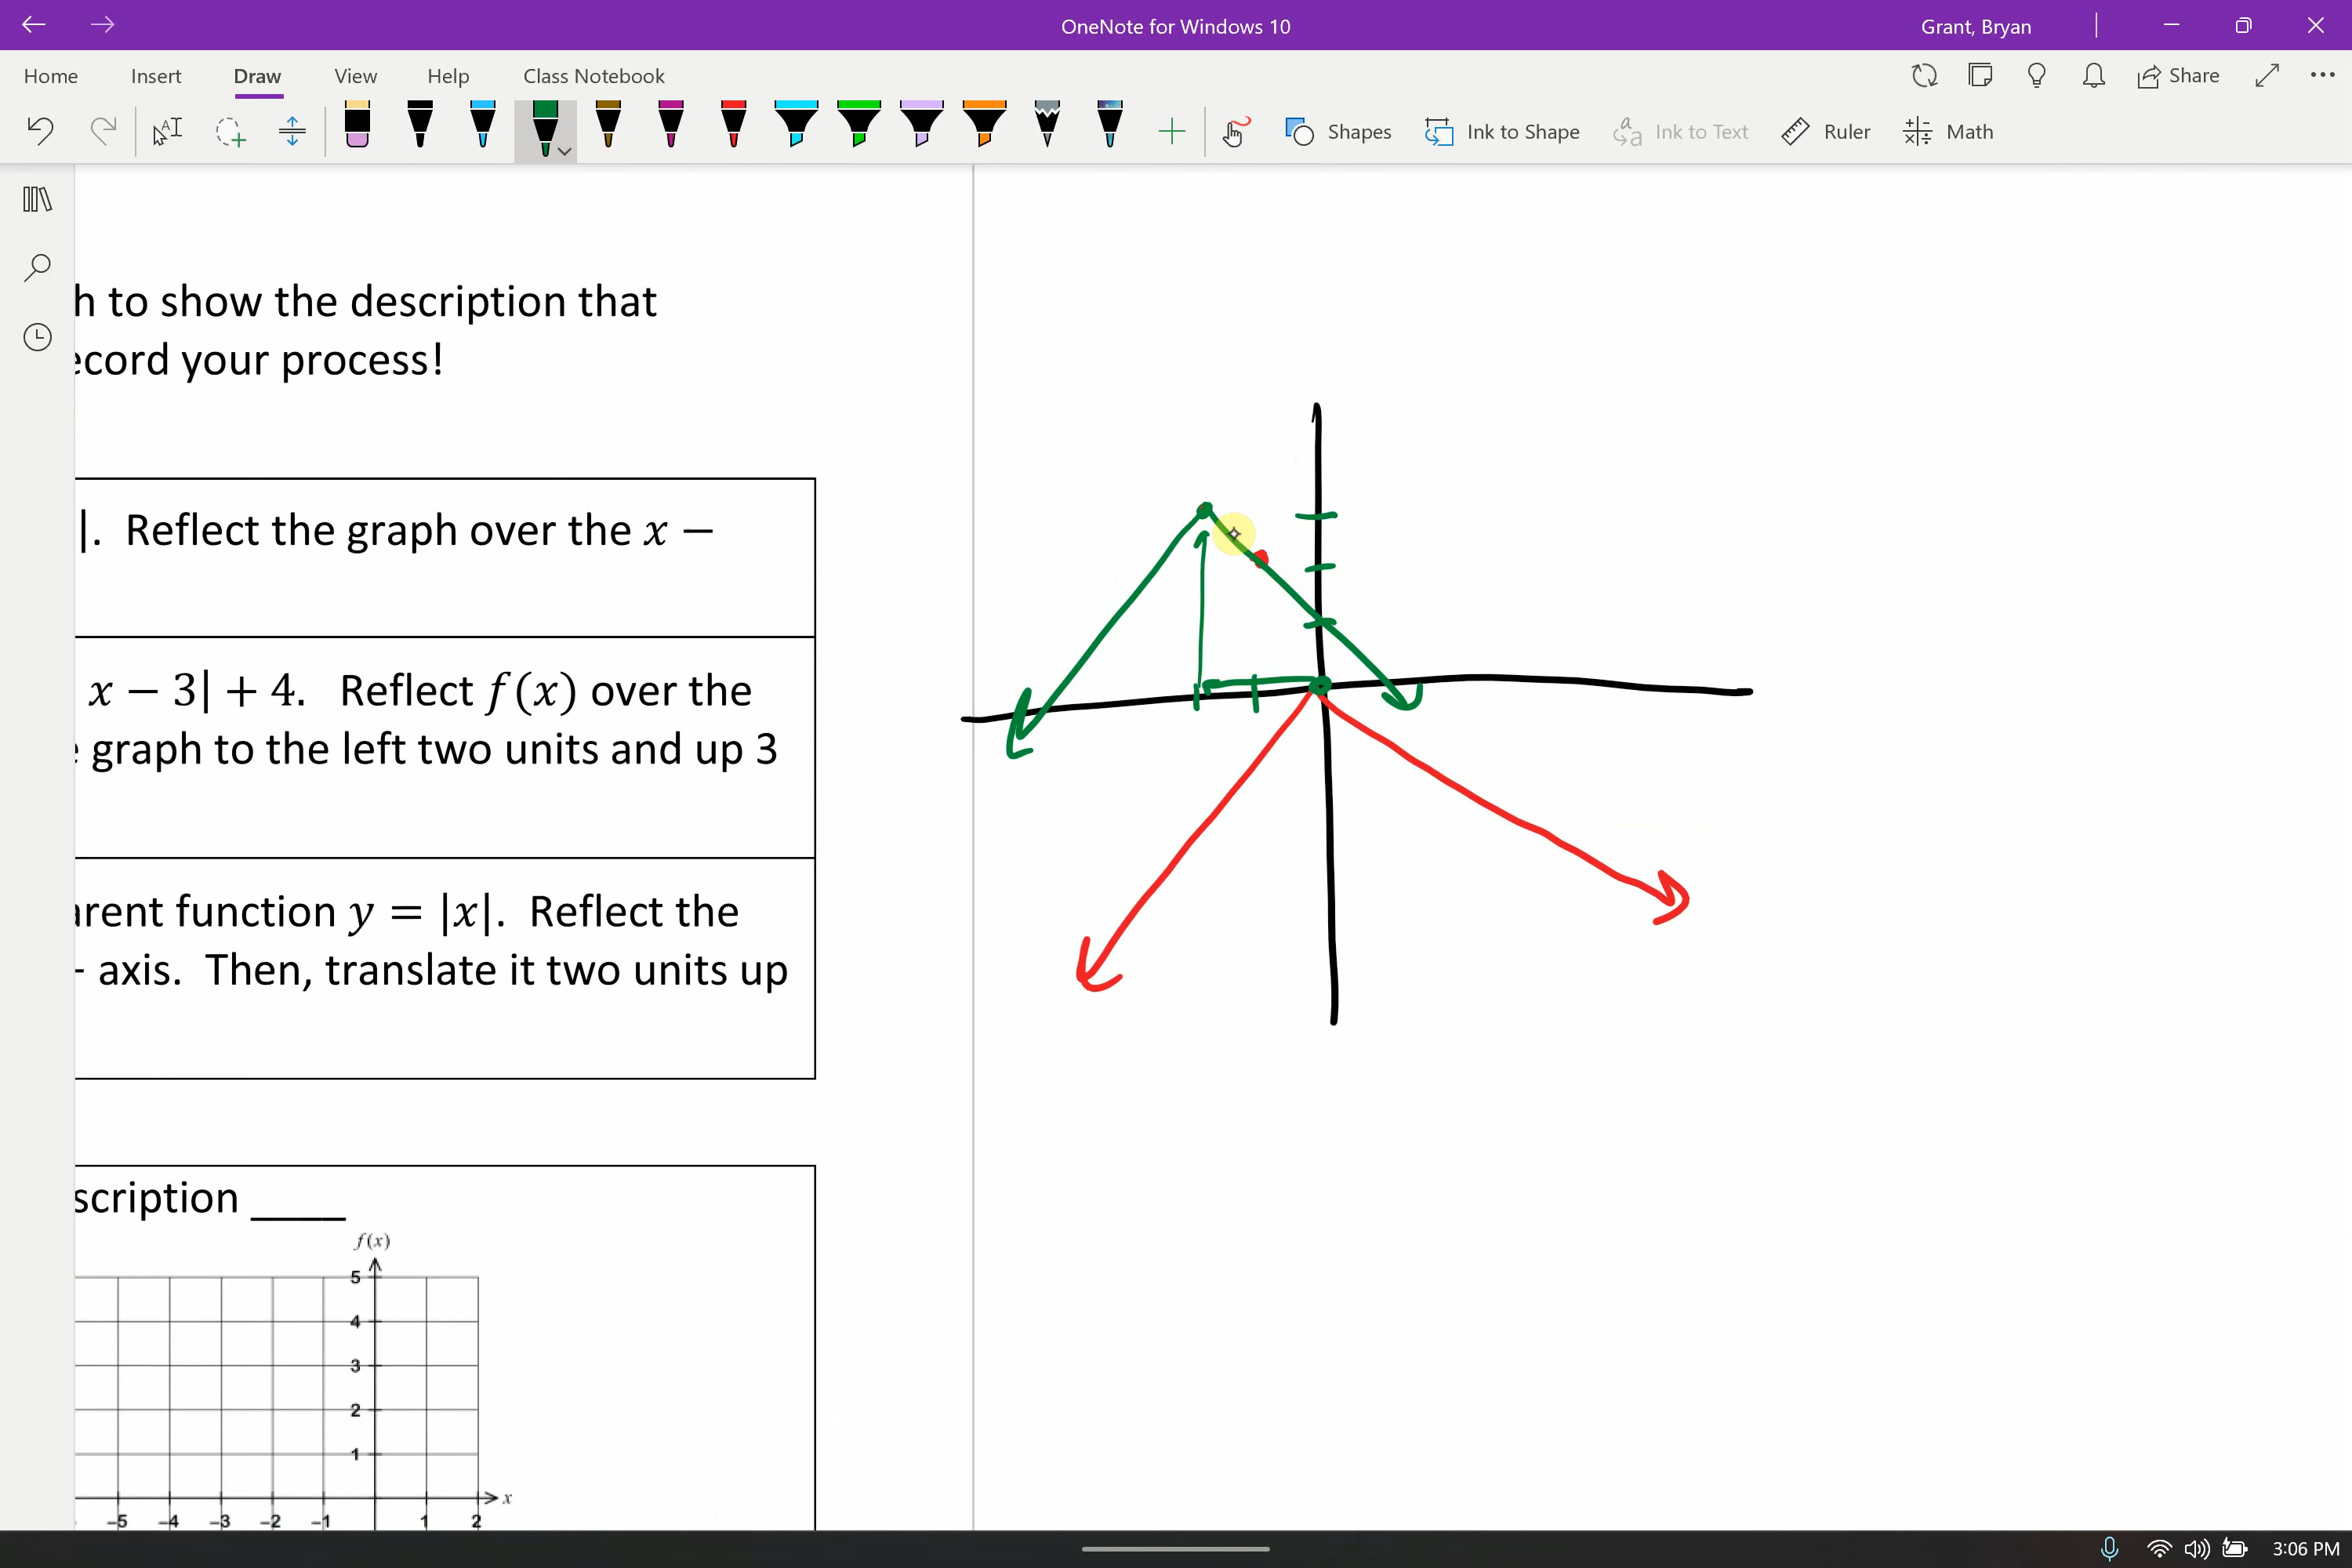 OneNote for Windows 10
Grant, Bryan
Home Insert Draw View Help Class Notebook
Share
Shapes Ink to Shape Ink to Text Ruler Math
h to show the description that
ecord your process!
|. Reflect the graph over the x −
x − 3| + 4. Reflect f(x) over the
e graph to the left two units and up 3
arent function y = |x|. Reflect the
- axis. Then, translate it two units up
scription ____
f(x)
5
4
3
2
1
x
-5 -4 -3 -2 -1 1 2
3:06 PM